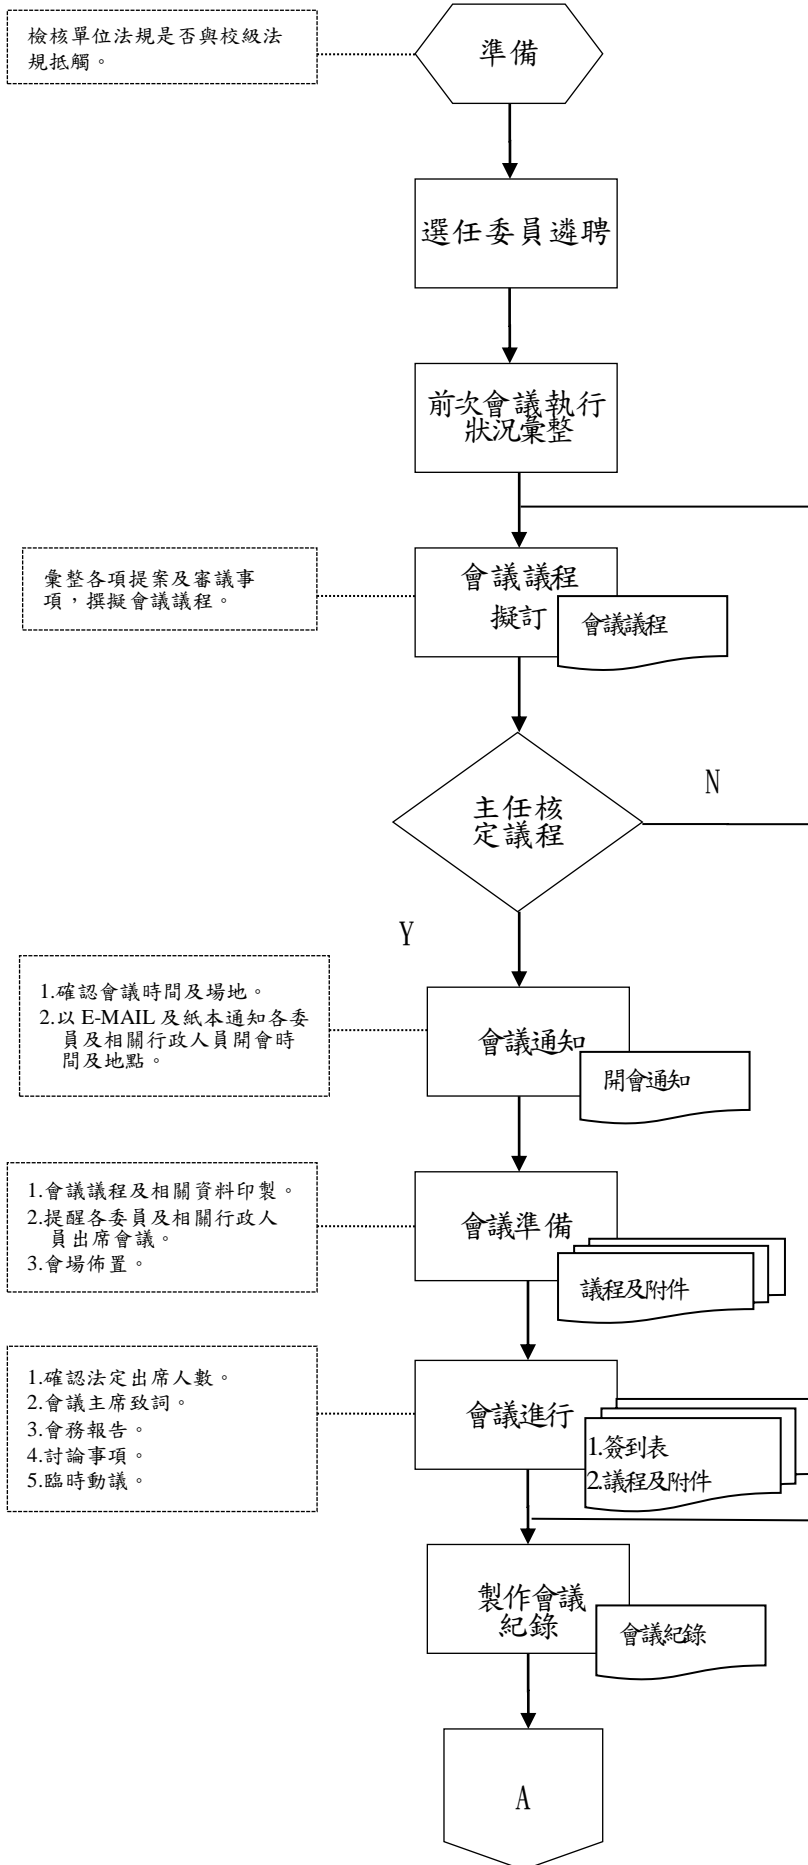 檢核單位法規是否與校級法
規抵觸。
準備
選任委員遴聘
前次會議執行
狀況彙整
彙整各項提案及審議事
項，撰擬會議議程。
會議議程
擬訂
會議議程
主任核
定議程
N
Y
1.確認會議時間及場地。
2.以 E-MAIL 及紙本通知各委
員及相關行政人員開會時
間及地點。
會議通知
開會通知
1.會議議程及相關資料印製。
2.提醒各委員及相關行政人
員出席會議。
3.會場佈置。
會議準備
議程及附件
1.確認法定出席人數。
2.會議主席致詞。
3.會務報告。
4.討論事項。
5.臨時動議。
會議進行
1.簽到表
2.議程及附件
製作會議
紀錄
會議紀錄
A